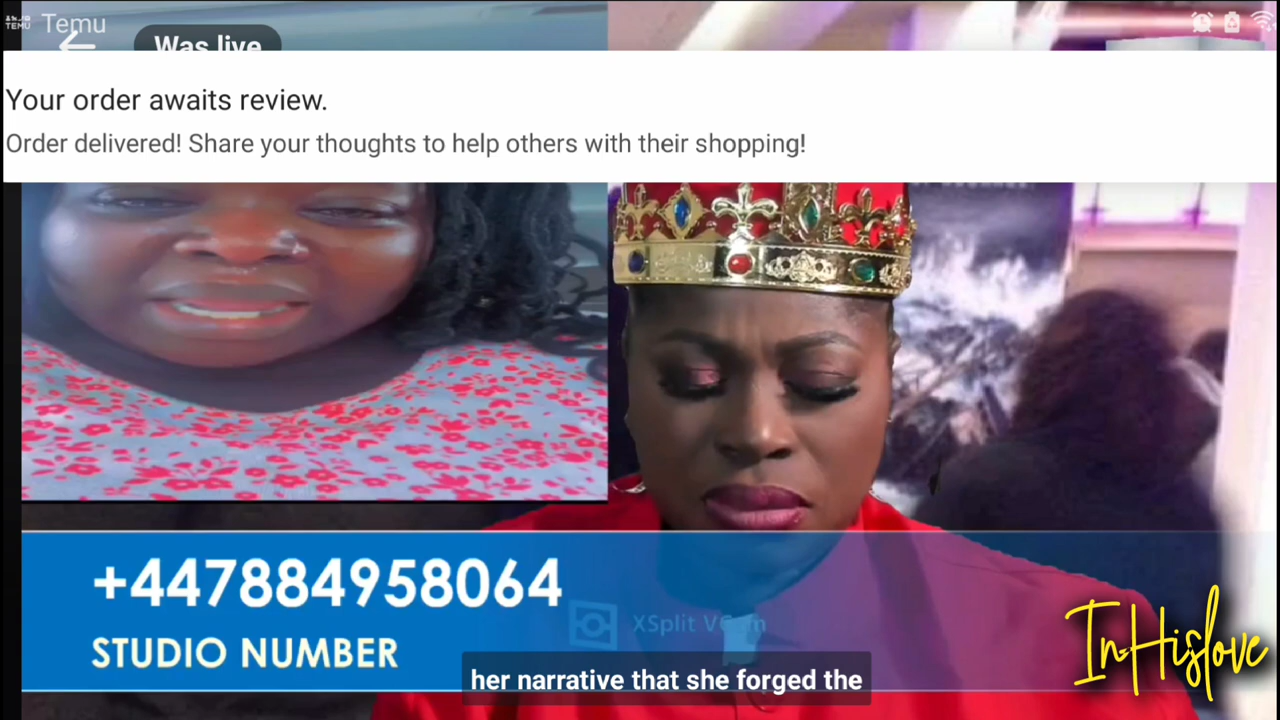 TEMU Temu
Was live
Your order awaits review.
Order delivered! Share your thoughts to help others with their shopping!
+447884958064
STUDIO NUMBER
XSplit VCam
her narrative that she forged the
InHislove